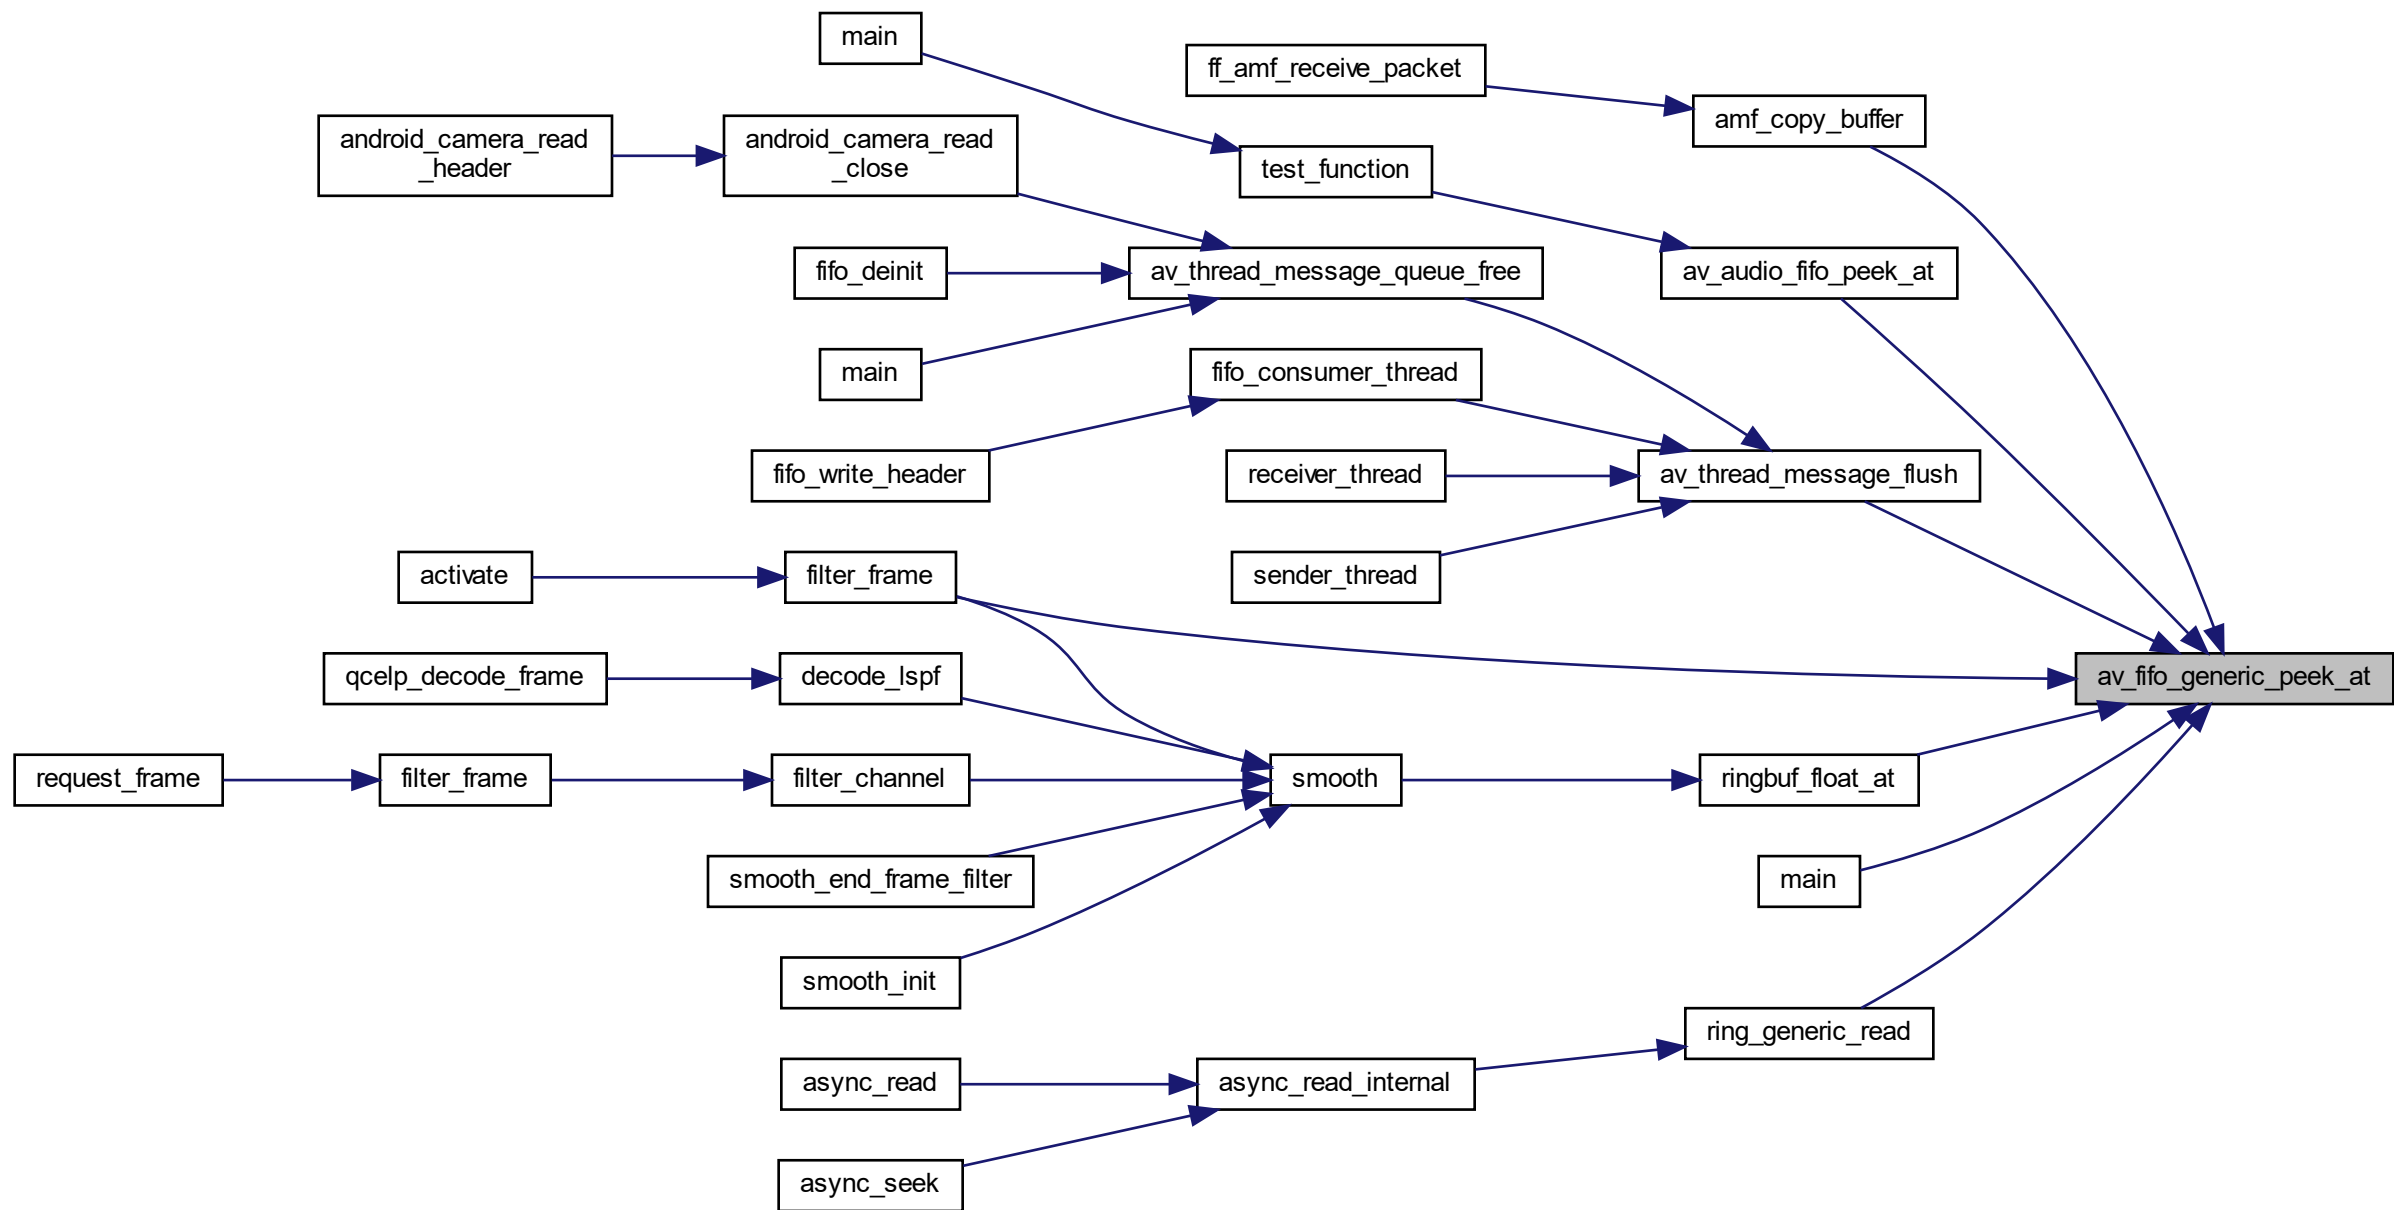 main
ff_amf_receive_packet
amf_copy_buffer
android_camera_read
_header
android_camera_read
_close
test_function
fifo_deinit
av_thread_message_queue_free
av_audio_fifo_peek_at
main
fifo_consumer_thread
fifo_write_header
receiver_thread
av_thread_message_flush
activate
filter_frame
sender_thread
qcelp_decode_frame
decode_lspf
av_fifo_generic_peek_at
request_frame
filter_frame
filter_channel
smooth
ringbuf_float_at
smooth_end_frame_filter
main
smooth_init
ring_generic_read
async_read
async_read_internal
async_seek